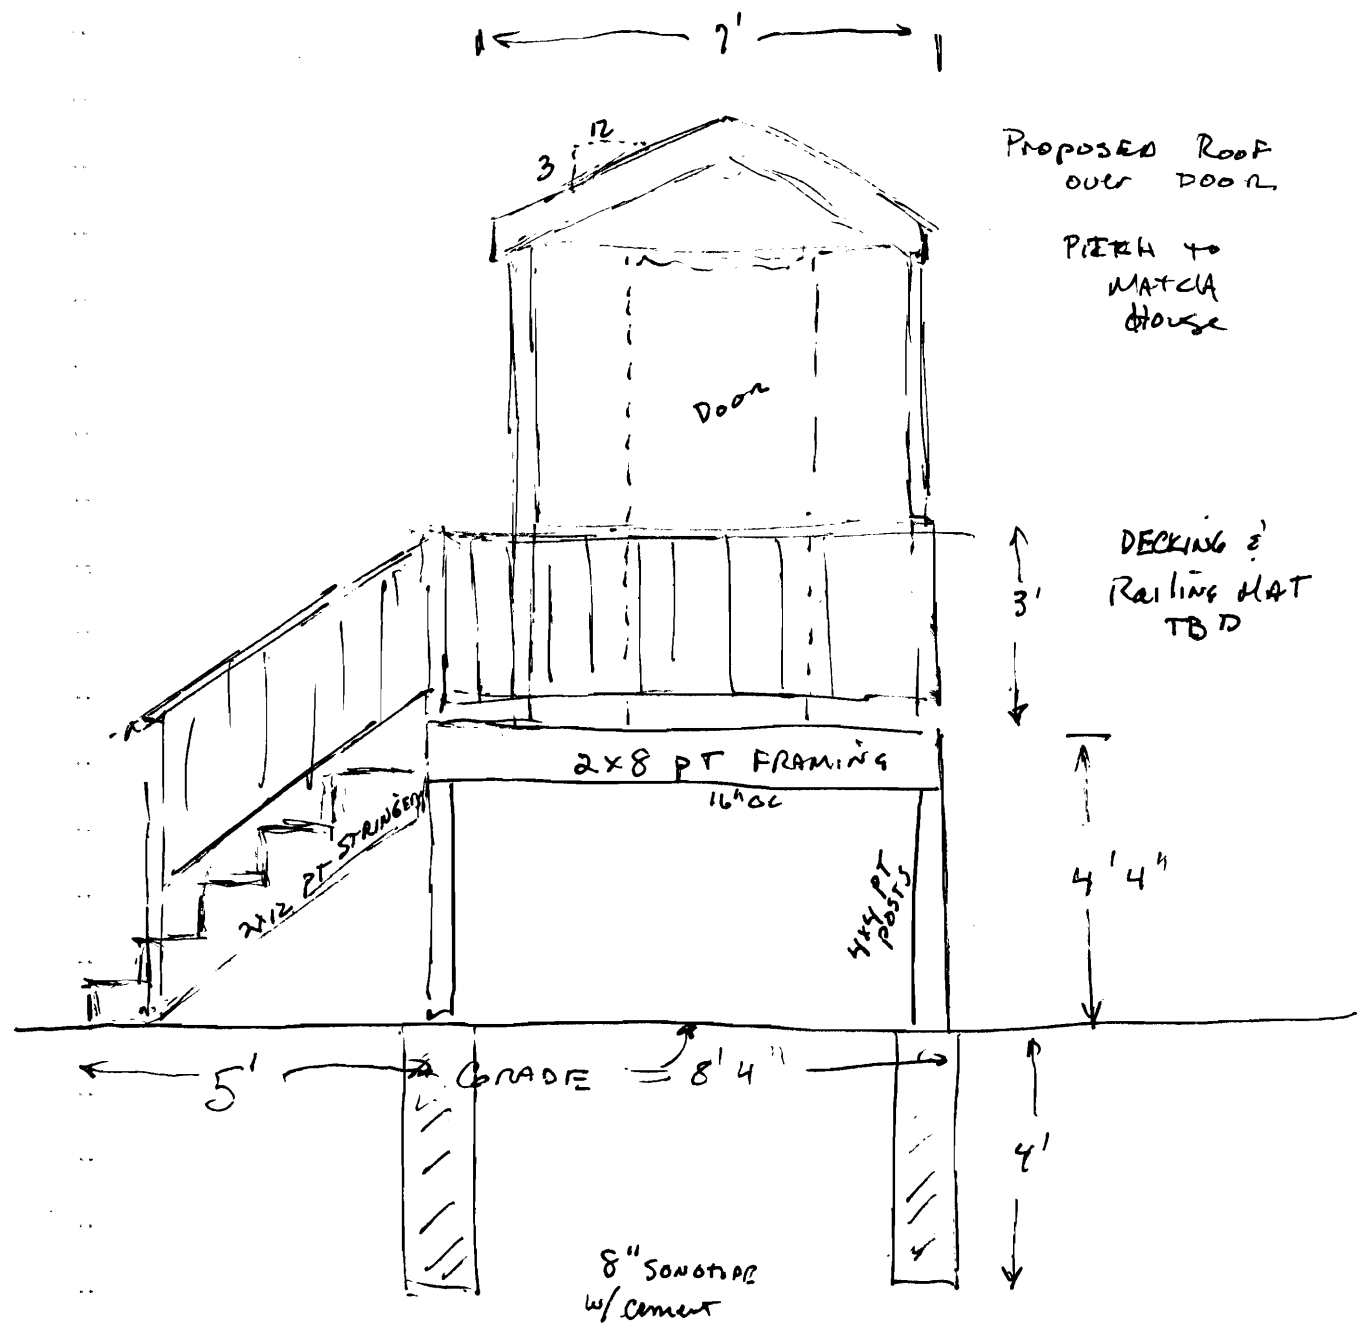 7'
12
3
Proposed Roof
over Door
Pitch to
Match
House
Door
Decking &
Railing Mat
TBD
3'
2x8 PT Framing
16" OC
2x12 PT Stringer
4x4 PT
Posts
4' 4"
5'
Grade
8' 4"
4'
8" Sonotube
w/ Cement